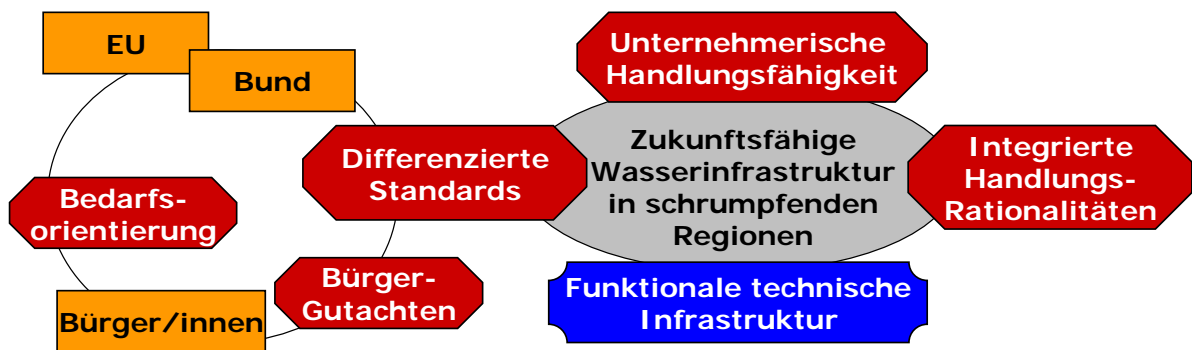 EU
Bund
Bedarfs-
orientierung
Bürger/innen
Bürger-
Gutachten
Differenzierte
Standards
Unternehmerische
Handlungsfähigkeit
Zukunftsfähige
Wasserinfrastruktur
in schrumpfenden
Regionen
Integrierte
Handlungs-
Rationalitäten
Funktionale technische
Infrastruktur